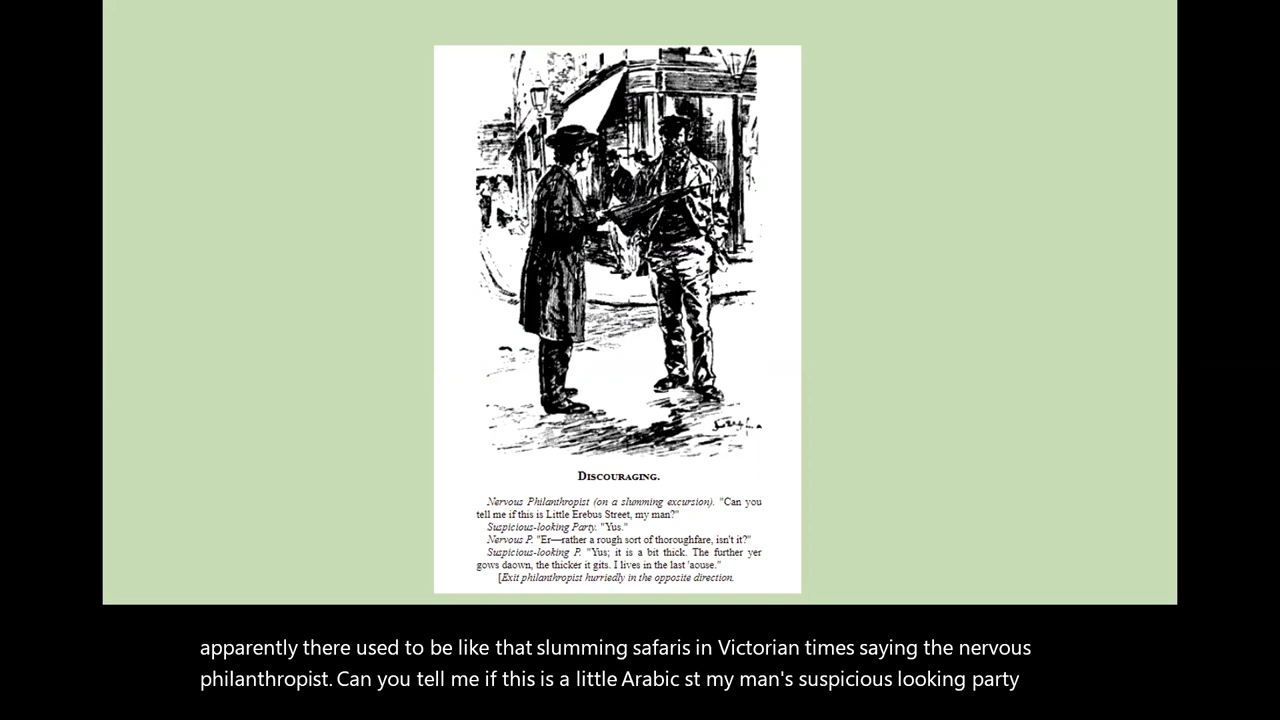 DISCOURAGING.
Nervous Philanthropist (on a slumming excursion). "Can you
tell me if this is Little Erebus Street, my man?"
Suspicious-looking Party. "Yus."
Nervous P. "Er—rather a rough sort of thoroughfare, isn't it?"
Suspicious-looking P. "Yus; it is a bit thick. The further yer
gows daown, the thicker it gits. I lives in the last 'aouse."
[Exit philanthropist hurriedly in the opposite direction.
apparently there used to be like that slumming safaris in Victorian times saying the nervous
philanthropist. Can you tell me if this is a little Arabic st my man's suspicious looking party